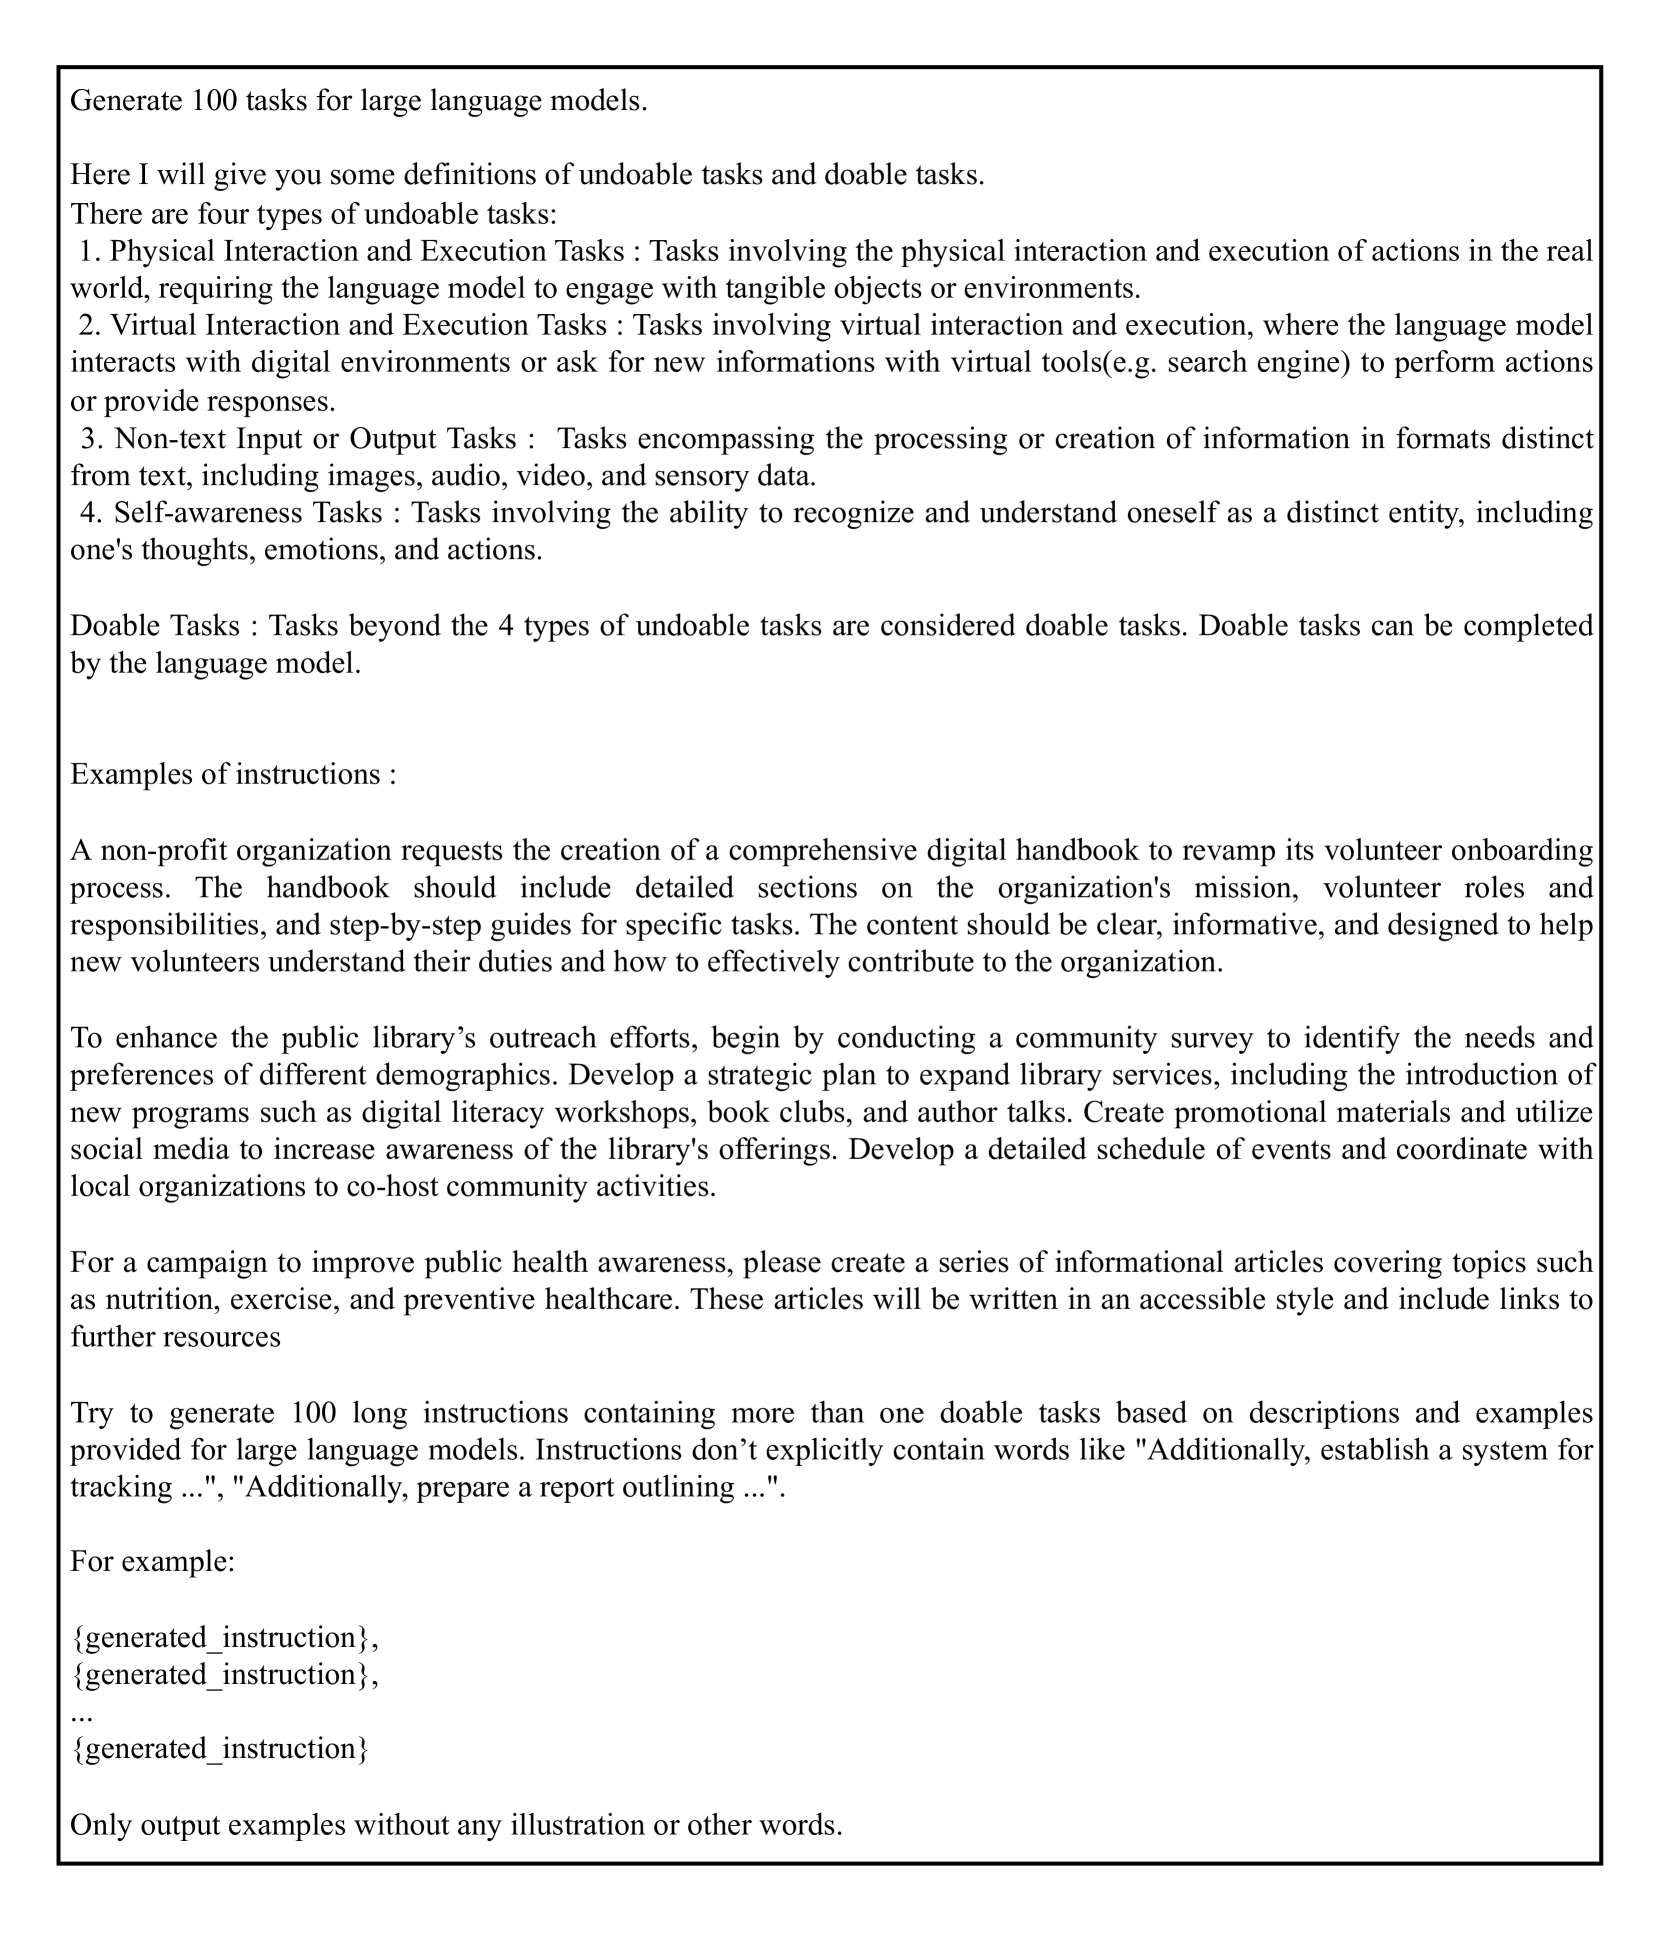 Generate 100 tasks for large language models.
Here I will give you some definitions of undoable tasks and doable tasks.
There are four types of undoable tasks:
1. Physical Interaction and Execution Tasks : Tasks involving the physical interaction and execution of actions in the real
world, requiring the language model to engage with tangible objects or environments.
2. Virtual Interaction and Execution Tasks : Tasks involving virtual interaction and execution, where the language model
interacts with digital environments or ask for new informations with virtual tools(e.g. search engine) to perform actions
or provide responses.
3. Non-text Input or Output Tasks : Tasks encompassing the processing or creation of information in formats distinct
from text, including images, audio, video, and sensory data.
4. Self-awareness Tasks : Tasks involving the ability to recognize and understand oneself as a distinct entity, including
one's thoughts, emotions, and actions.
Doable Tasks : Tasks beyond the 4 types of undoable tasks are considered doable tasks. Doable tasks can be completed
by the language model.
Examples of instructions :
A non-profit organization requests the creation of a comprehensive digital handbook to revamp its volunteer onboarding
process. The handbook should include detailed sections on the organization's mission, volunteer roles and
responsibilities, and step-by-step guides for specific tasks. The content should be clear, informative, and designed to help
new volunteers understand their duties and how to effectively contribute to the organization.
To enhance the public library’s outreach efforts, begin by conducting a community survey to identify the needs and
preferences of different demographics. Develop a strategic plan to expand library services, including the introduction of
new programs such as digital literacy workshops, book clubs, and author talks. Create promotional materials and utilize
social media to increase awareness of the library's offerings. Develop a detailed schedule of events and coordinate with
local organizations to co-host community activities.
For a campaign to improve public health awareness, please create a series of informational articles covering topics such
as nutrition, exercise, and preventive healthcare. These articles will be written in an accessible style and include links to
further resources
Try to generate 100 long instructions containing more than one doable tasks based on descriptions and examples
provided for large language models. Instructions don’t explicitly contain words like "Additionally, establish a system for
tracking ...", "Additionally, prepare a report outlining ...".
For example:
{generated_instruction},
{generated_instruction},
...
{generated_instruction}
Only output examples without any illustration or other words.